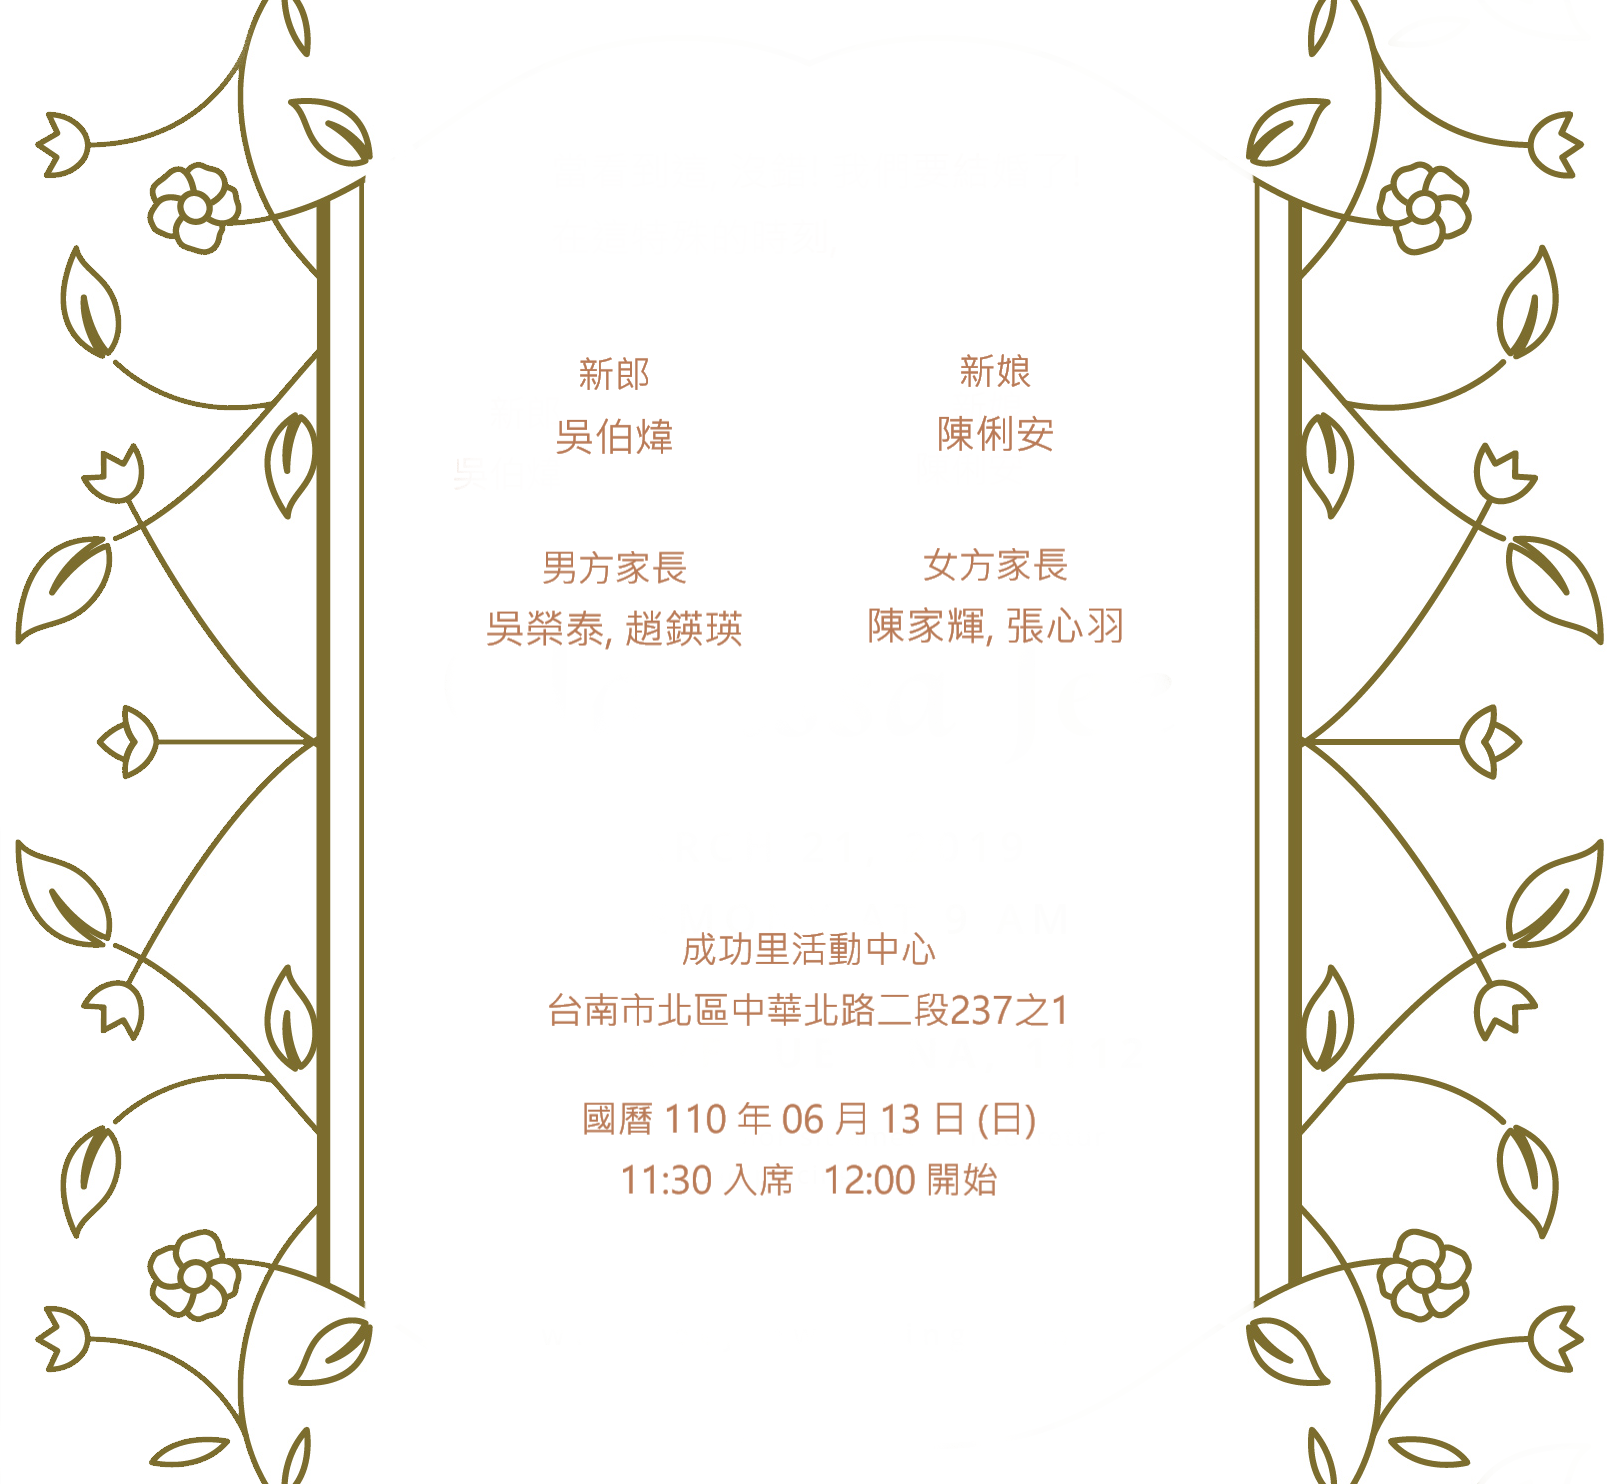 新郎
吳伯煒
新娘
陳俐安
男方家長
吳榮泰, 趙鍈瑛
女方家長
陳家輝, 張心羽
成功里活動中心
台南市北區中華北路二段237之1
國曆 110 年 06 月 13 日 (日)
11:30 入席 12:00 開始